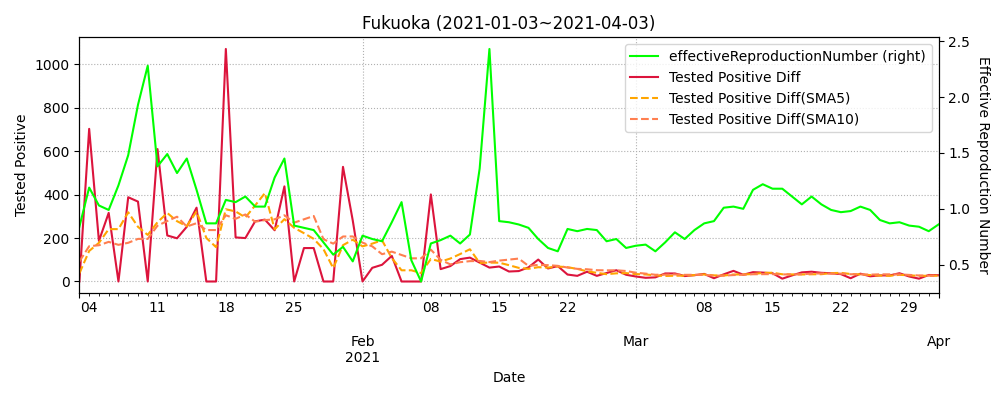 Fukuoka (2021-01-03~2021-04-03)
effectiveReproductionNumber (right)
Tested Positive Diff
Tested Positive Diff(SMA5)
Tested Positive Diff(SMA10)
Tested Positive
1000
800
600
400
200
0
Effective Reproduction Number
2.5
2.0
1.5
1.0
0.5
04 11 18 25 08 15 22 08 15 22 29
Feb Mar Apr
2021
Date